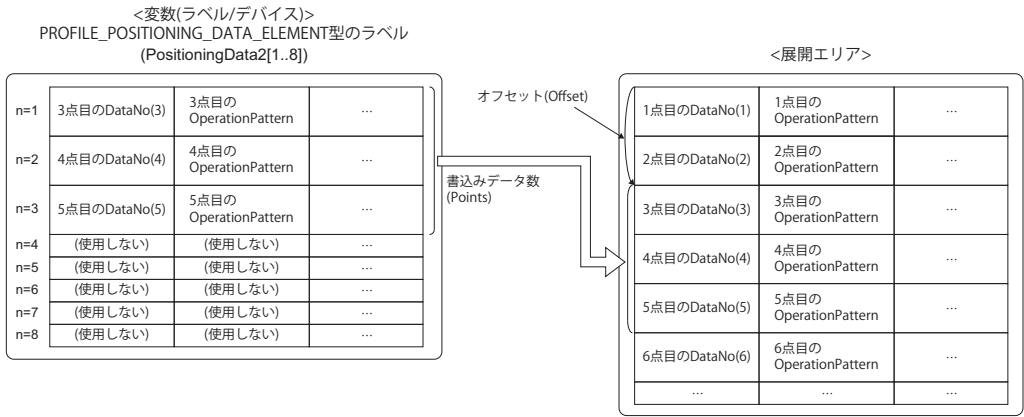 <変数(ラベル/デバイス)>
PROFILE_POSITIONING_DATA_ELEMENT型のラベル
(PositioningData2[1..8])
n=1 3点目のDataNo(3) 3点目の
OperationPattern …
n=2 4点目のDataNo(4) 4点目の
OperationPattern …
n=3 5点目のDataNo(5) 5点目の
OperationPattern …
n=4 (使用しない) (使用しない) …
n=5 (使用しない) (使用しない) …
n=6 (使用しない) (使用しない) …
n=7 (使用しない) (使用しない) …
n=8 (使用しない) (使用しない) …
オフセット(Offset)
書込みデータ数
(Points)
<展開エリア>
1点目のDataNo(1) 1点目の
OperationPattern …
2点目のDataNo(2) 2点目の
OperationPattern …
3点目のDataNo(3) 3点目の
OperationPattern …
4点目のDataNo(4) 4点目の
OperationPattern …
5点目のDataNo(5) 5点目の
OperationPattern …
6点目のDataNo(6) 6点目の
OperationPattern …
… … …